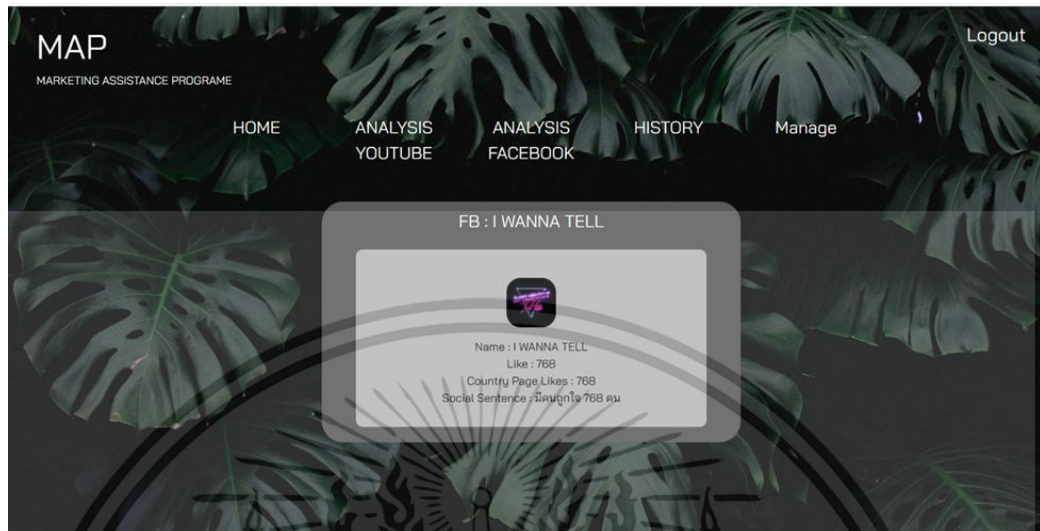 MAP
Logout
MARKETING ASSISTANCE PROGRAME
HOME
ANALYSIS
YOUTUBE
ANALYSIS
FACEBOOK
HISTORY
Manage
FB : I WANNA TELL
Name : I WANNA TELL
Like : 768
Country Page Likes : 768
Social Sentence : มีคนถูกใจ 768 คน